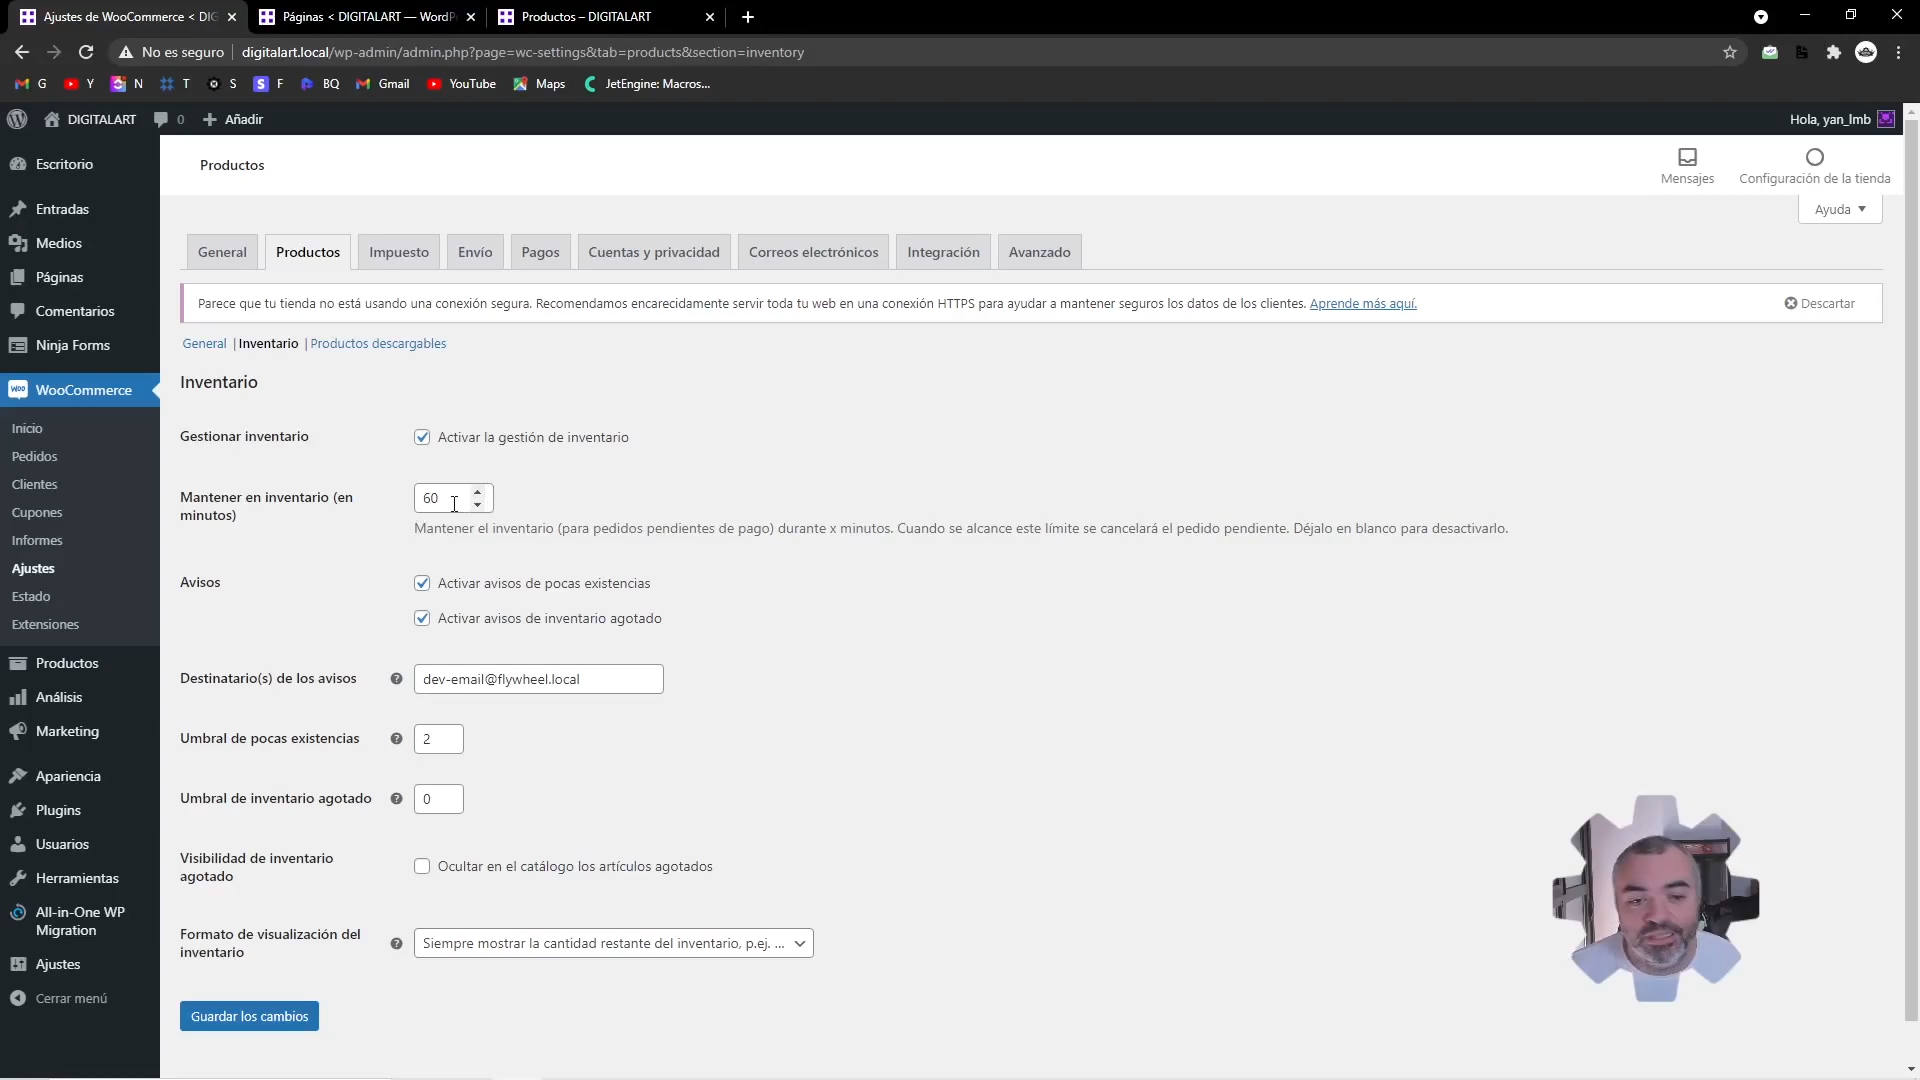 Ajustes de WooCommerce < DIG
Páginas < DIGITALART — WordP
Productos – DIGITALART
No es seguro
digitalart.local/wp-admin/admin.php?page=wc-settings&tab=products&section=inventory
G
Y
N
T
S
F
BQ
Gmail
YouTube
Maps
JetEngine: Macros...
DIGITALART
0
Añadir
Hola, yan_lmb
Escritorio
Entradas
Medios
Páginas
Comentarios
Ninja Forms
WooCommerce
Inicio
Pedidos
Clientes
Cupones
Informes
Ajustes
Estado
Extensiones
Productos
Análisis
Marketing
Apariencia
Plugins
Usuarios
Herramientas
All-in-One WP
Migration
Ajustes
Cerrar menú
Productos
Mensajes
Configuración de la tienda
Ayuda
General
Productos
Impuesto
Envío
Pagos
Cuentas y privacidad
Correos electrónicos
Integración
Avanzado
Parece que tu tienda no está usando una conexión segura. Recomendamos encarecidamente servir toda tu web en una conexión HTTPS para ayudar a mantener seguros los datos de los clientes. Aprende más aquí.
Descartar
General | Inventario | Productos descargables
Inventario
Gestionar inventario
Activar la gestión de inventario
Mantener en inventario (en
minutos)
60
Mantener el inventario (para pedidos pendientes de pago) durante x minutos. Cuando se alcance este límite se cancelará el pedido pendiente. Déjalo en blanco para desactivarlo.
Avisos
Activar avisos de pocas existencias
Activar avisos de inventario agotado
Destinatario(s) de los avisos
dev-email@flywheel.local
Umbral de pocas existencias
2
Umbral de inventario agotado
0
Visibilidad de inventario
agotado
Ocultar en el catálogo los artículos agotados
Formato de visualización del
inventario
Siempre mostrar la cantidad restante del inventario, p.ej. ...
Guardar los cambios